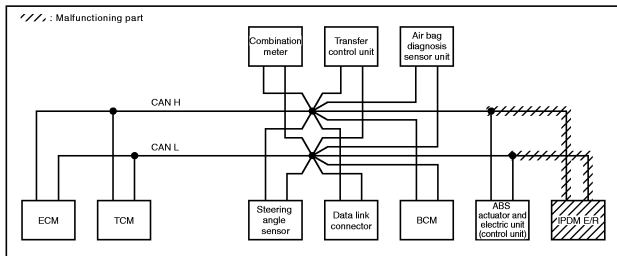 : Malfunctioning part
Combination
meter
Transfer
control unit
Air bag
diagnosis
sensor unit
CAN H
CAN L
ECM
TCM
Steering
angle
sensor
Data link
connector
BCM
ABS
actuator and
electric unit
(control unit)
IPDM E/R